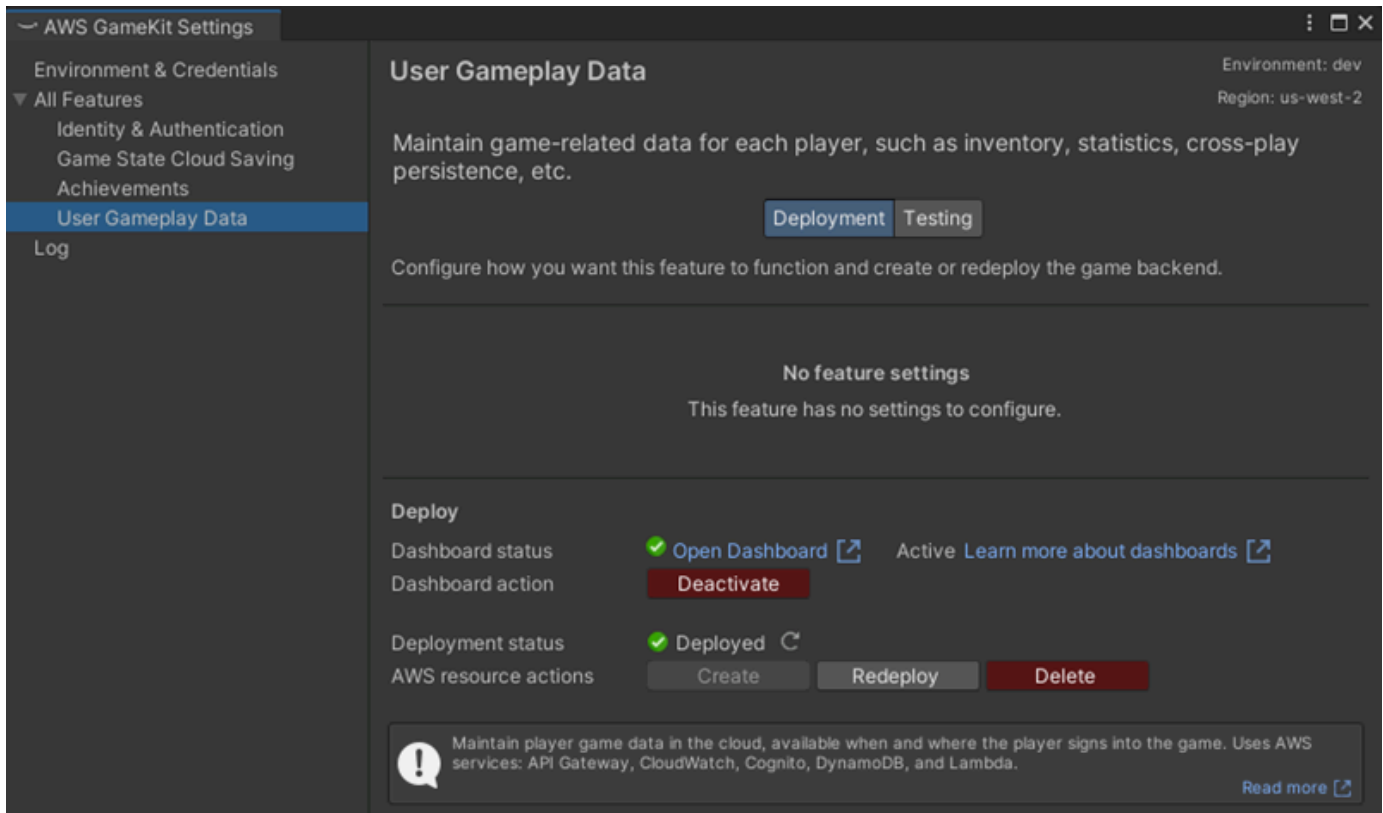 AWS GameKit Settings
Environment & Credentials
All Features
Identity & Authentication
Game State Cloud Saving
Achievements
User Gameplay Data
Log
User Gameplay Data
Environment: dev
Region: us-west-2
Maintain game-related data for each player, such as inventory, statistics, cross-play
persistence, etc.
Deployment Testing
Configure how you want this feature to function and create or redeploy the game backend.
No feature settings
This feature has no settings to configure.
Deploy
Dashboard status Open Dashboard Active Learn more about dashboards
Dashboard action Deactivate
Deployment status Deployed
AWS resource actions Create Redeploy Delete
Maintain player game data in the cloud, available when and where the player signs into the game. Uses AWS
services: API Gateway, CloudWatch, Cognito, DynamoDB, and Lambda.
Read more